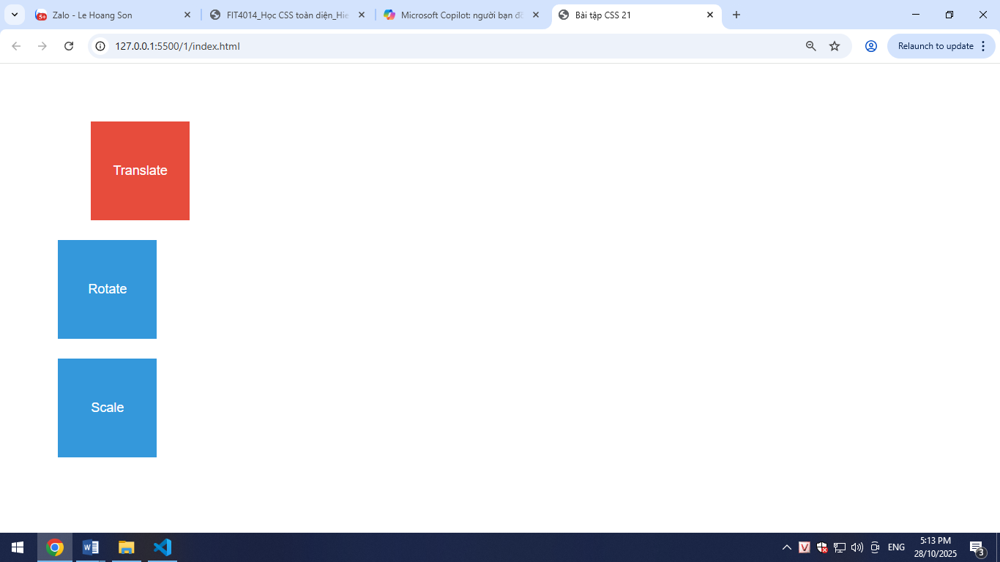 Zalo - Le Hoang Son
FIT4014_Học CSS toàn diện_Hie
Microsoft Copilot: người bạn đồ
Bài tập CSS 21
127.0.0.1:5500/1/index.html
Relaunch to update
Translate
Rotate
Scale
ENG
5:13 PM
28/10/2025
3